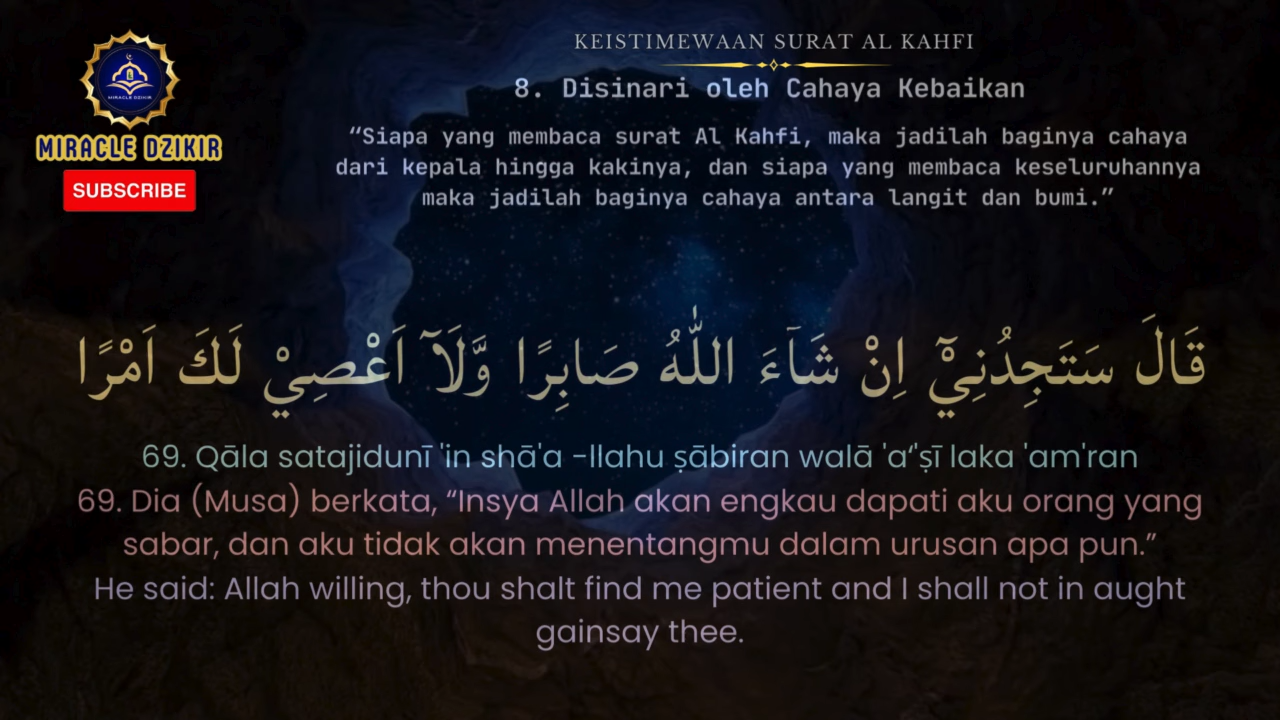 MIRACLE DZIKIR
MIRACLE DZIKIR
SUBSCRIBE
KEISTIMEWAAN SURAT AL KAHFI
8. Disinari oleh Cahaya Kebaikan
“Siapa yang membaca surat Al Kahfi, maka jadilah baginya cahaya
dari kepala hingga kakinya, dan siapa yang membaca keseluruhannya
maka jadilah baginya cahaya antara langit dan bumi.”
قَالَ سَتَجِدُنِيْٓ اِنْ شَاۤءَ اللّٰهُ صَابِرًا وَّلَآ اَعْصِيْ لَكَ اَمْرًا
69. Qāla satajidunī 'in shā'a -llahu ṣābiran walā 'a‘'ṣī laka 'am'ran
69. Dia (Musa) berkata, “Insya Allah akan engkau dapati aku orang yang
sabar, dan aku tidak akan menentangmu dalam urusan apa pun.”
He said: Allah willing, thou shalt find me patient and I shall not in aught
gainsay thee.